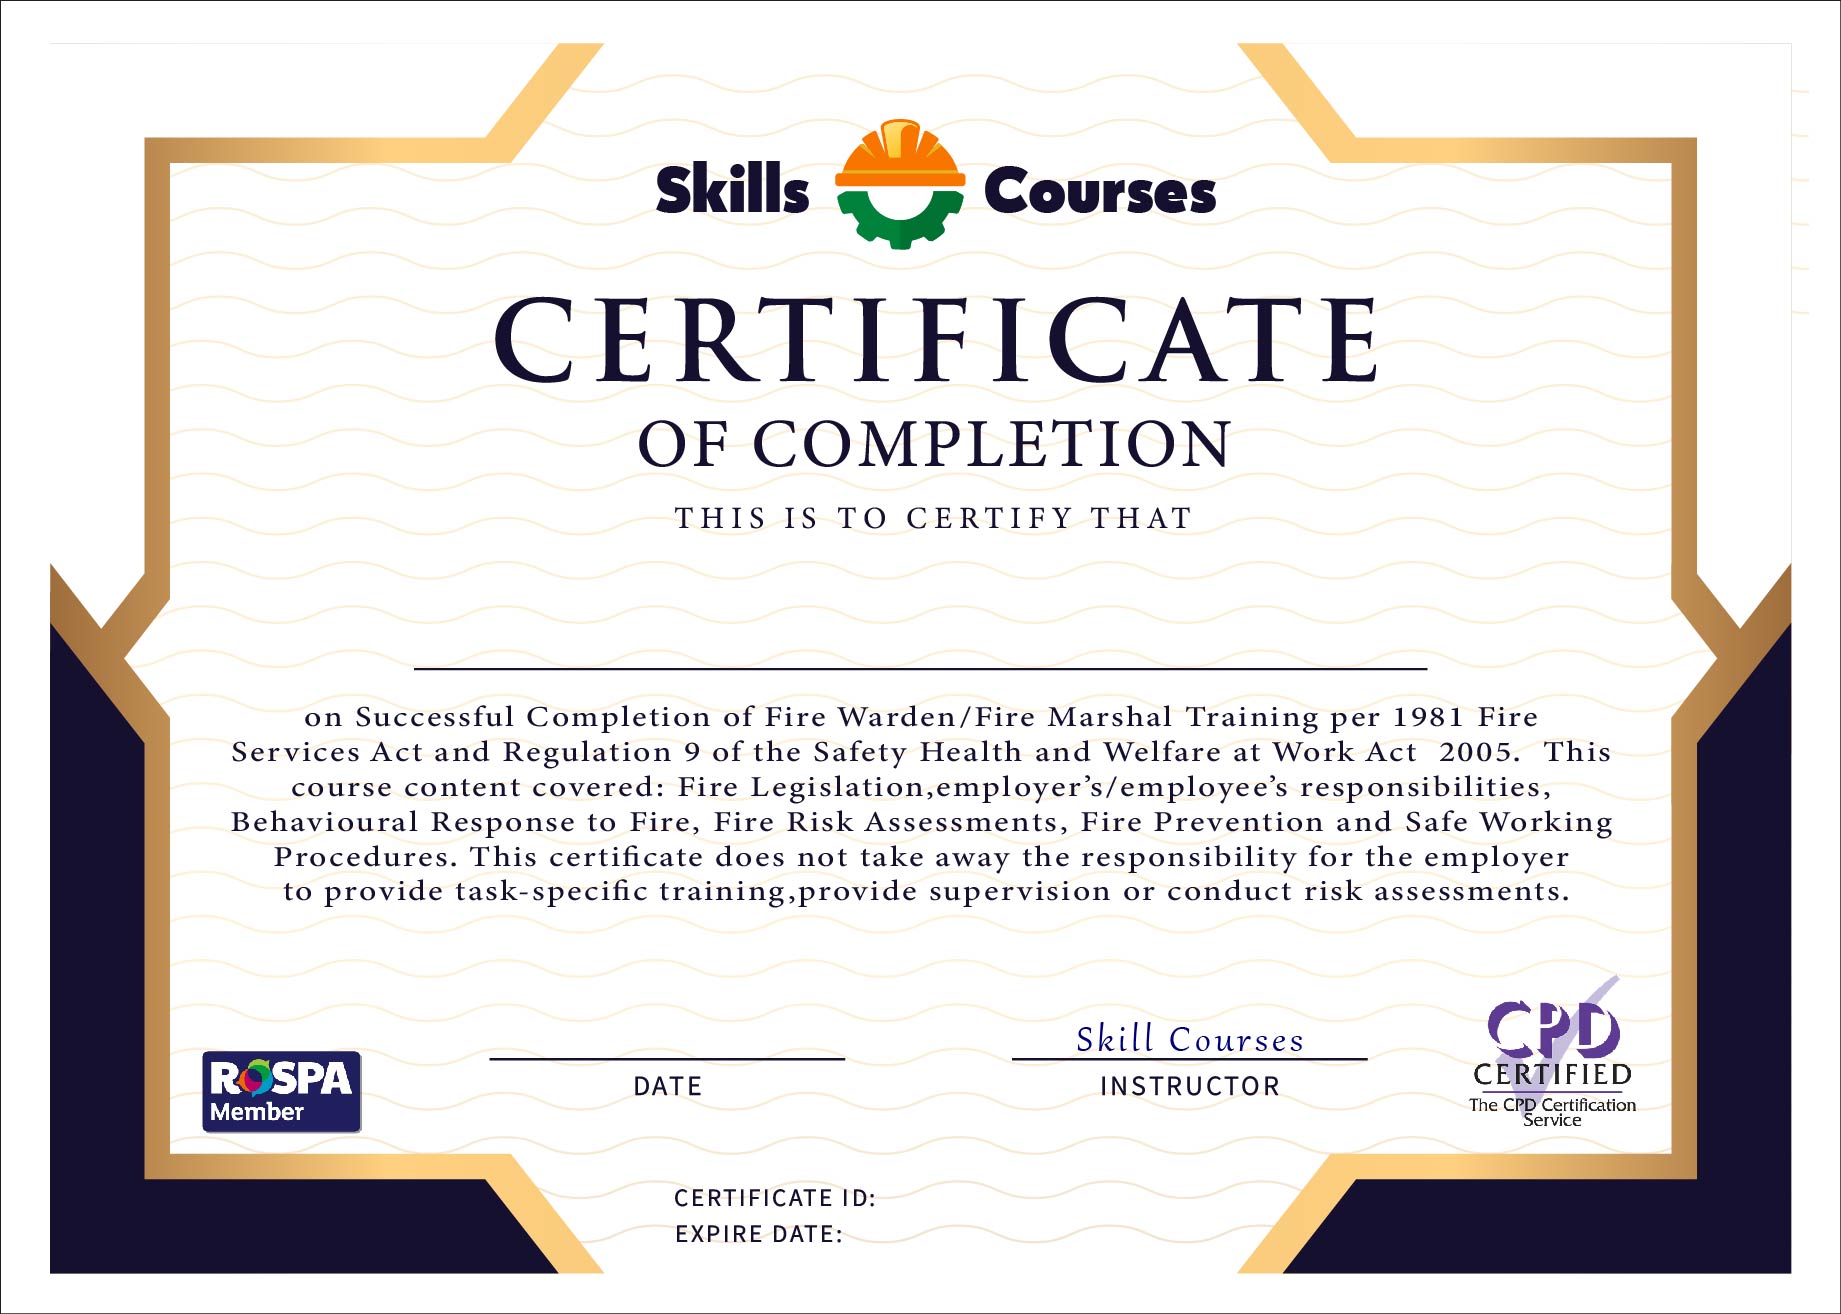 Skills Courses
CERTIFICATE
OF COMPLETION
THIS IS TO CERTIFY THAT
on Successful Completion of Fire Warden/Fire Marshal Training per 1981 Fire
Services Act and Regulation 9 of the Safety Health and Welfare at Work Act  2005.  This
course content covered: Fire Legislation,employer’s/employee’s responsibilities,
Behavioural Response to Fire, Fire Risk Assessments, Fire Prevention and Safe Working
Procedures. This certificate does not take away the responsibility for the employer
to provide task-specific training,provide supervision or conduct risk assessments.
RoSPA
Member
DATE
Skill Courses
INSTRUCTOR
CPD
CERTIFIED
The CPD Certification
Service
CERTIFICATE ID:
EXPIRE DATE: